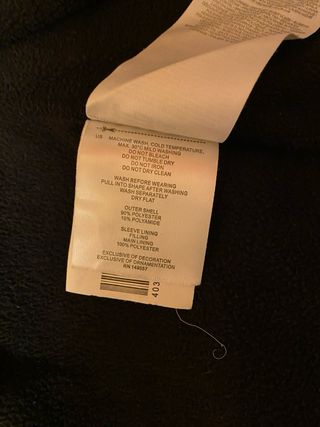 US MACHINE WASH, COLD TEMPERATURE,
MAX. 30°C MILD WASHING
DO NOT BLEACH
DO NOT TUMBLE DRY
DO NOT IRON
DO NOT DRY CLEAN
WASH BEFORE WEARING
PULL INTO SHAPE AFTER WASHING
WASH SEPARATELY
DRY FLAT
OUTER SHELL
90% POLYESTER
10% POLYAMIDE
SLEEVE LINING
FILLING
MAIN LINING
100% POLYESTER
EXCLUSIVE OF DECORATION
EXCLUSIVE OF ORNAMENTATION
RN 149557
403